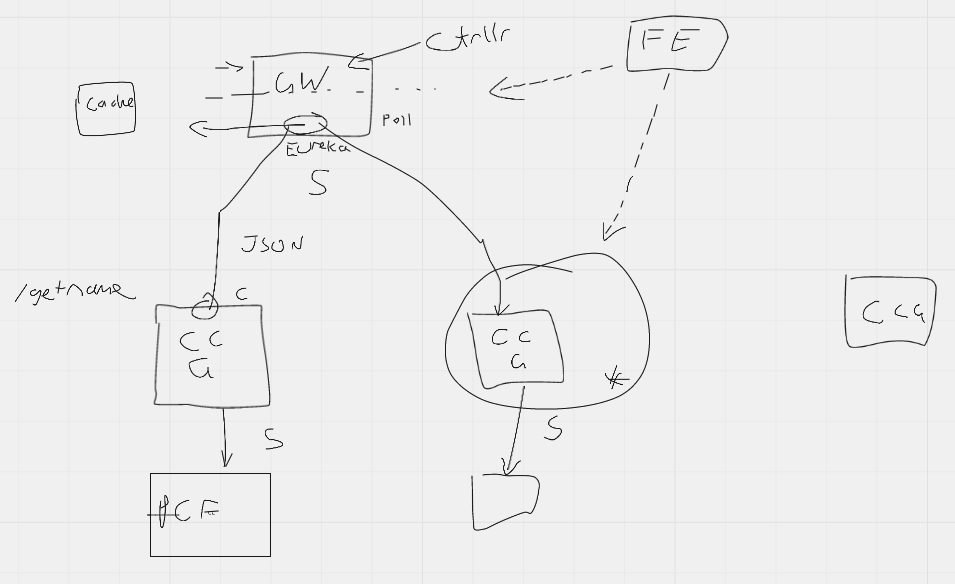 Ctrllr
FE
GW
Cache
Poll
Eureka
S
JSON
/getname
C
CC
G
CC
G
CCG
S
S
PCF